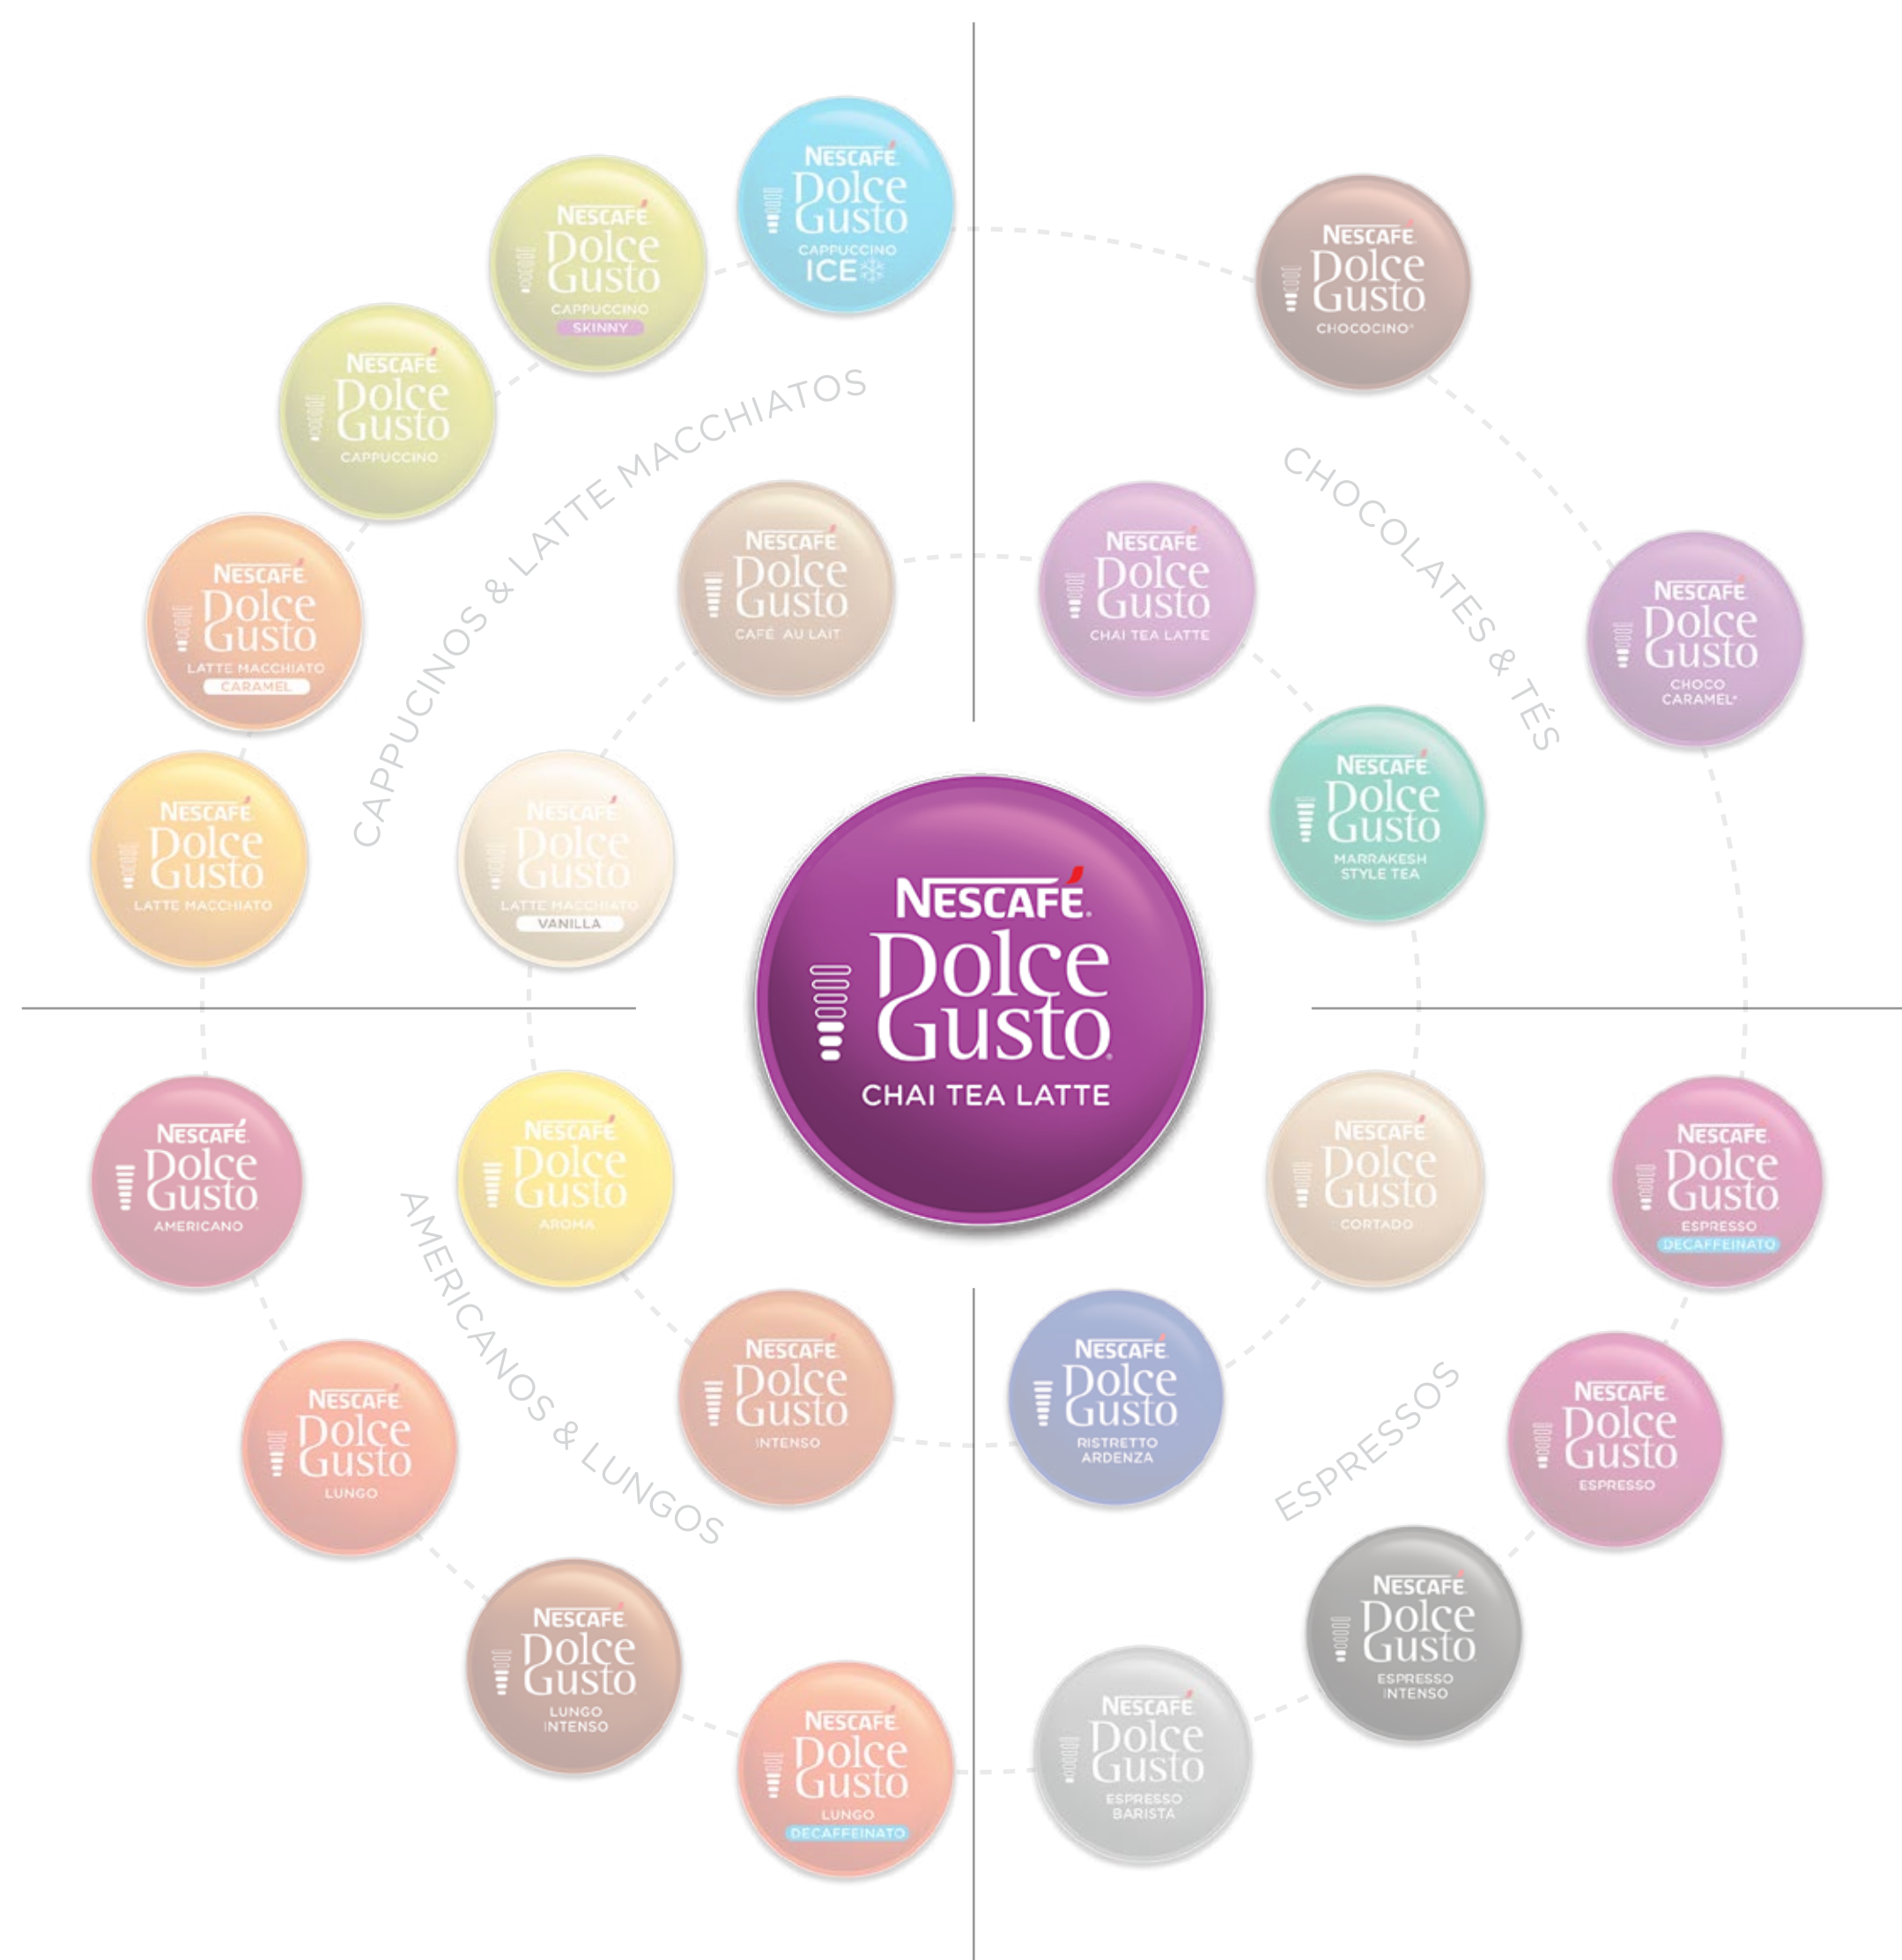 NESCAFÉ
Dolce
Gusto
CAPPUCCINO
ICE
NESCAFÉ
Dolce
Gusto
CAPPUCCINO
SKINNY
NESCAFÉ
Dolce
Gusto
CAPPUCCINO
NESCAFÉ
Dolce
Gusto
LATTE MACCHIATO
CARAMEL
NESCAFÉ
Dolce
Gusto
LATTE MACCHIATO
CAPPUCINOS & LATTE MACCHIATOS
NESCAFÉ
Dolce
Gusto
CAFÉ AU LAIT
NESCAFÉ
Dolce
Gusto
LATTE MACCHIATO
VANILLA
NESCAFÉ
Dolce
Gusto
CHOCOCINO*
CHOCOLATES & TÉS
NESCAFÉ
Dolce
Gusto
CHAI TEA LATTE
NESCAFÉ
Dolce
Gusto
CHOCO
CARAMEL*
NESCAFÉ
Dolce
Gusto
MARRAKESH
STYLE TEA
NESCAFÉ®
Dolce
Gusto®
CHAI TEA LATTE
NESCAFÉ
Dolce
Gusto
AMERICANO
NESCAFÉ
Dolce
Gusto
AROMA
AMERICANOS & LUNGOS
NESCAFÉ
Dolce
Gusto
INTENSO
NESCAFÉ
Dolce
Gusto
LUNGO
NESCAFÉ
Dolce
Gusto
LUNGO
INTENSO
NESCAFÉ
Dolce
Gusto
LUNGO
DECAFFEINATO
NESCAFÉ
Dolce
Gusto
CORTADO
NESCAFÉ
Dolce
Gusto
ESPRESSO
DECAFFEINATO
NESCAFÉ
Dolce
Gusto
RISTRETTO
ARDENZA
ESPRESSOS
NESCAFÉ
Dolce
Gusto
ESPRESSO
NESCAFÉ
Dolce
Gusto
ESPRESSO
INTENSO
NESCAFÉ
Dolce
Gusto
ESPRESSO
BARISTA